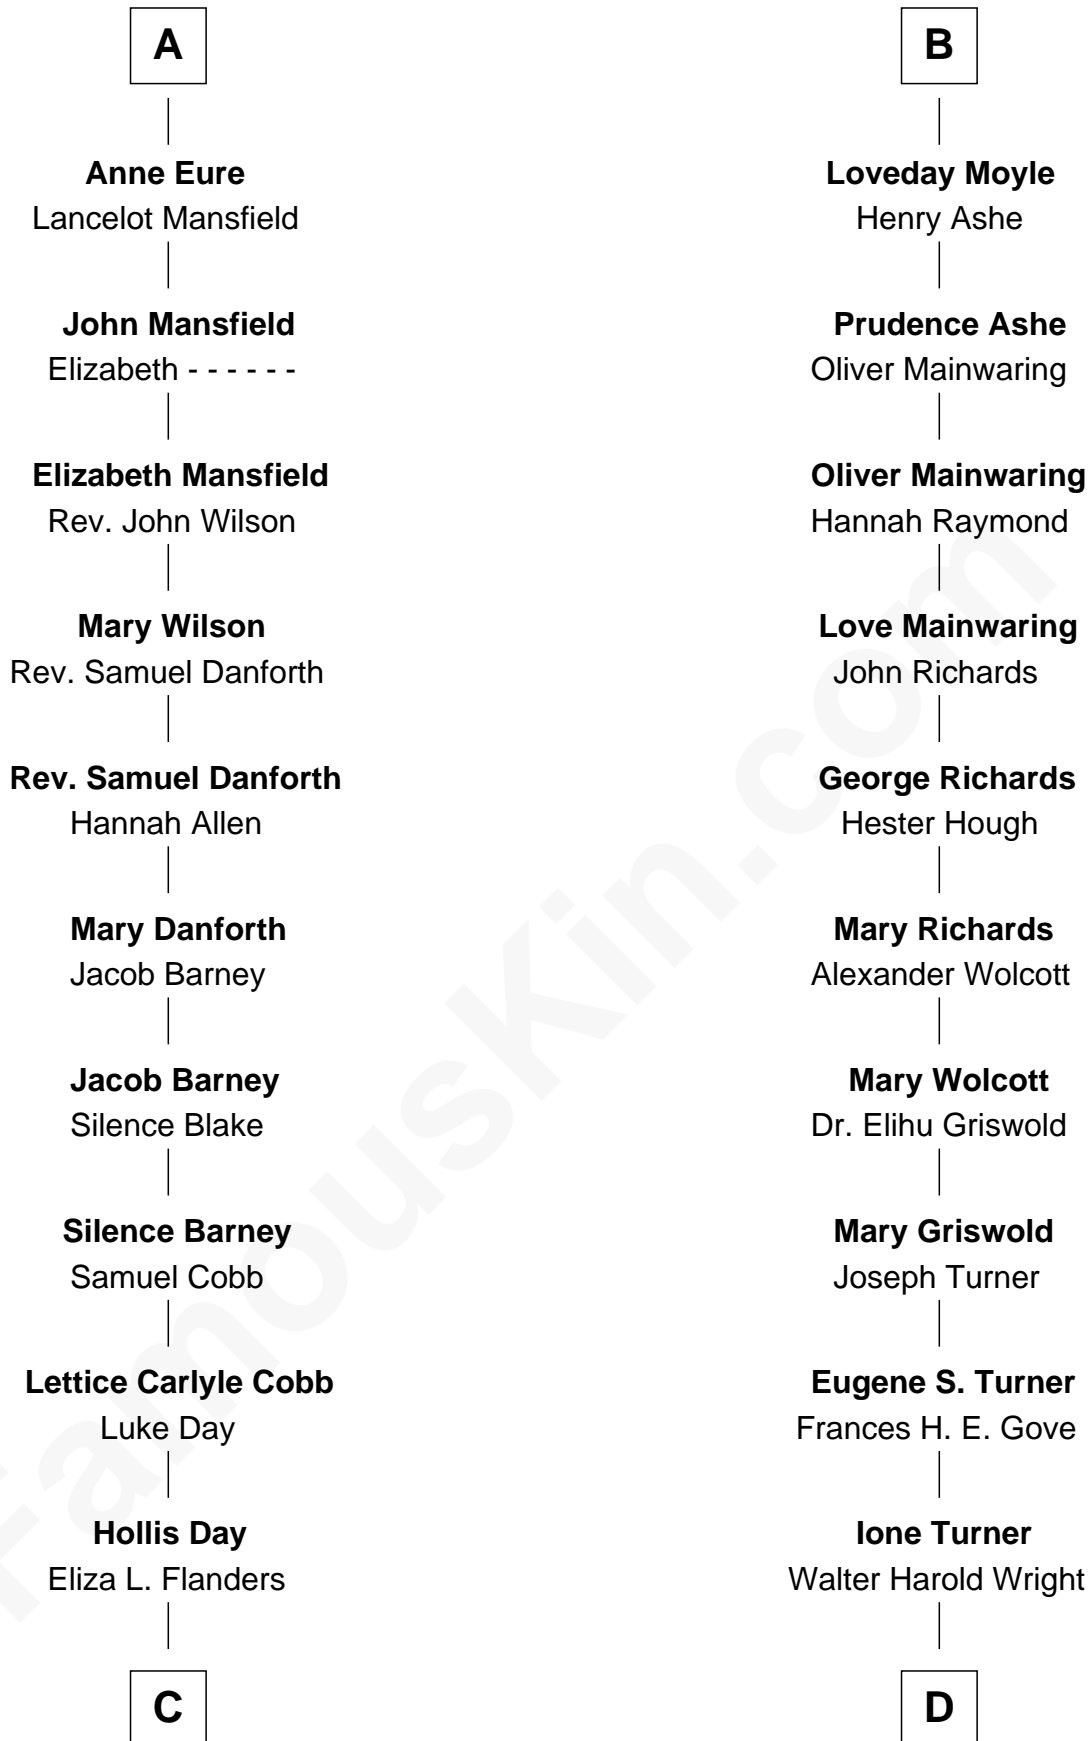 A
Anne Eure
Lancelot Mansfield
John Mansfield
Elizabeth - - - - - -
Elizabeth Mansfield
Rev. John Wilson
Mary Wilson
Rev. Samuel Danforth
Rev. Samuel Danforth
Hannah Allen
Mary Danforth
Jacob Barney
Jacob Barney
Silence Blake
Silence Barney
Samuel Cobb
Lettice Carlyle Cobb
Luke Day
Hollis Day
Eliza L. Flanders
C
B
Loveday Moyle
Henry Ashe
Prudence Ashe
Oliver Mainwaring
Oliver Mainwaring
Hannah Raymond
Love Mainwaring
John Richards
George Richards
Hester Hough
Mary Richards
Alexander Wolcott
Mary Wolcott
Dr. Elihu Griswold
Mary Griswold
Joseph Turner
Eugene S. Turner
Frances H. E. Gove
Ione Turner
Walter Harold Wright
D
FamousKin.com